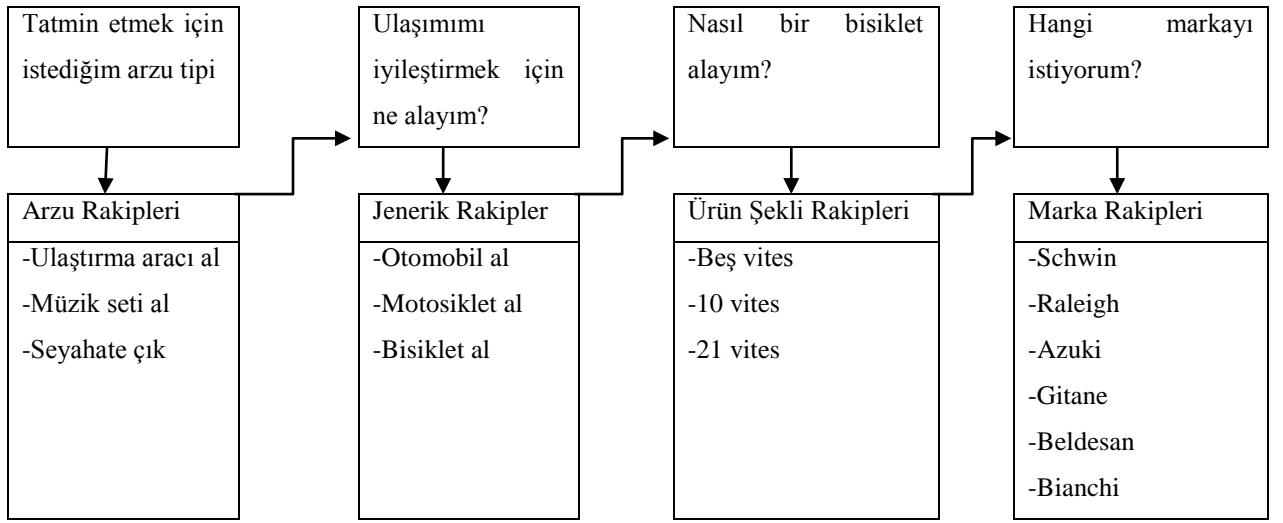 Tatmin etmek için
istediğim arzu tipi
Arzu Rakipleri
-Ulaştırma aracı al
-Müzik seti al
-Seyahate çık
Ulaşımımı
iyileştirmek için
ne alayım?
Jenerik Rakipler
-Otomobil al
-Motosiklet al
-Bisiklet al
Nasıl bir bisiklet
alayım?
Ürün Şekli Rakipleri
-Beş vites
-10 vites
-21 vites
Hangi markayı
istiyorum?
Marka Rakipleri
-Schwin
-Raleigh
-Azuki
-Gitane
-Beldesan
-Bianchi